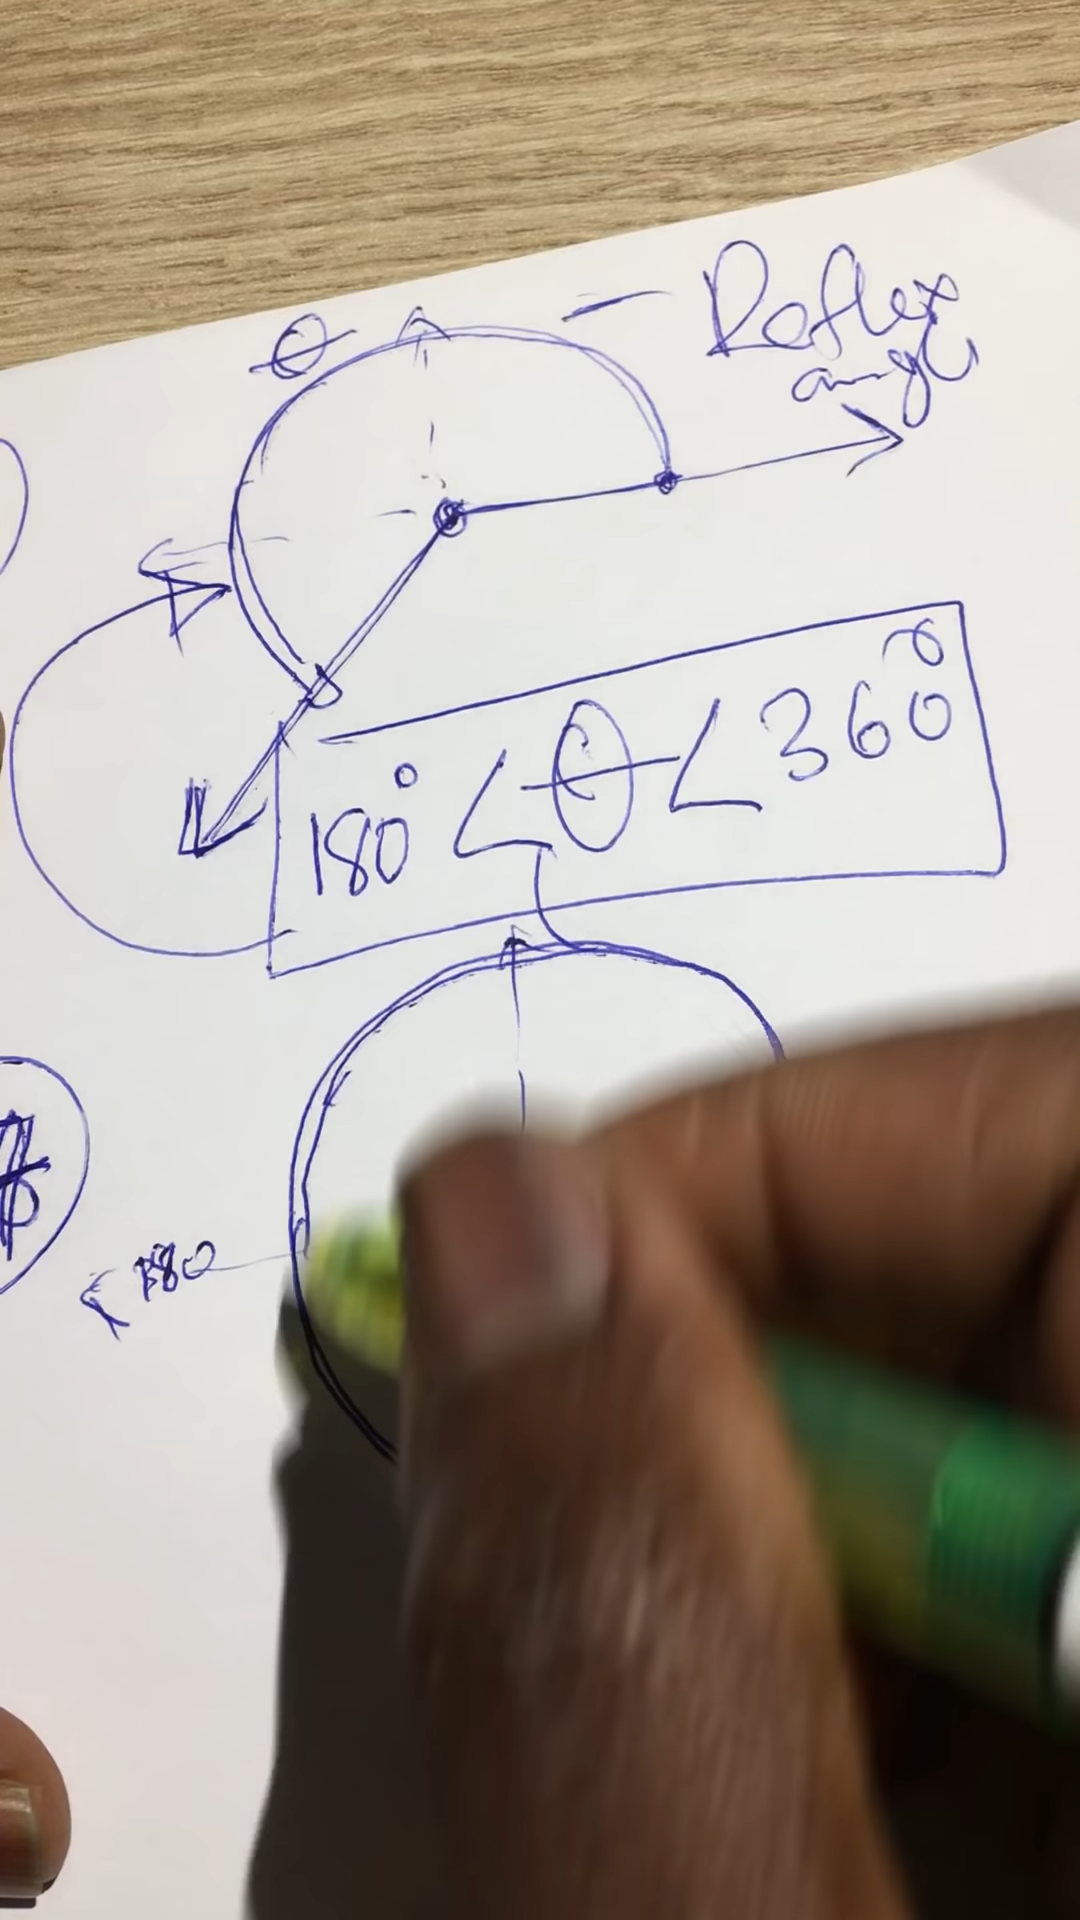 Reflex
angle
θ
180° < θ < 360°
180